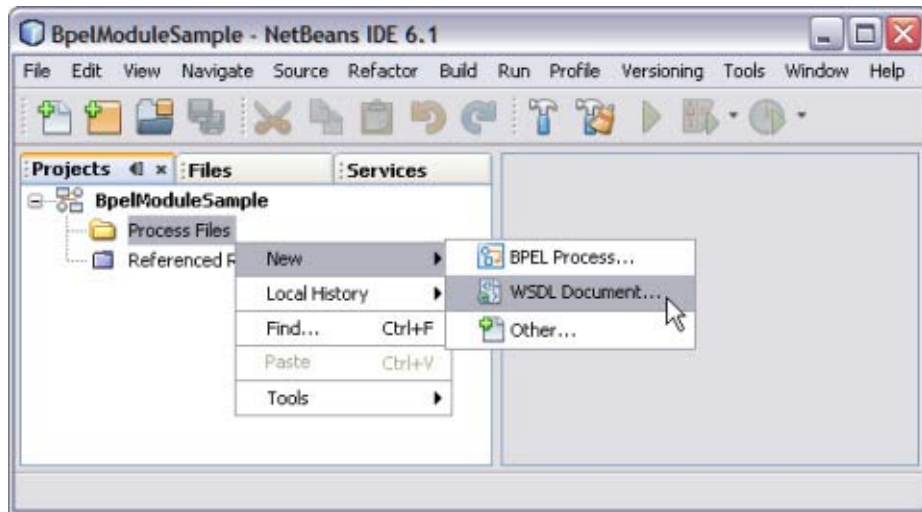 BpelModuleSample - NetBeans IDE 6.1
File Edit View Navigate Source Refactor Build Run Profile Versioning Tools Window Help
Projects Files Services
BpelModuleSample
Process Files
Referenced R
New
Local History
Find... Ctrl+F
Paste Ctrl+V
Tools
BPEL Process...
WSDL Document...
Other...